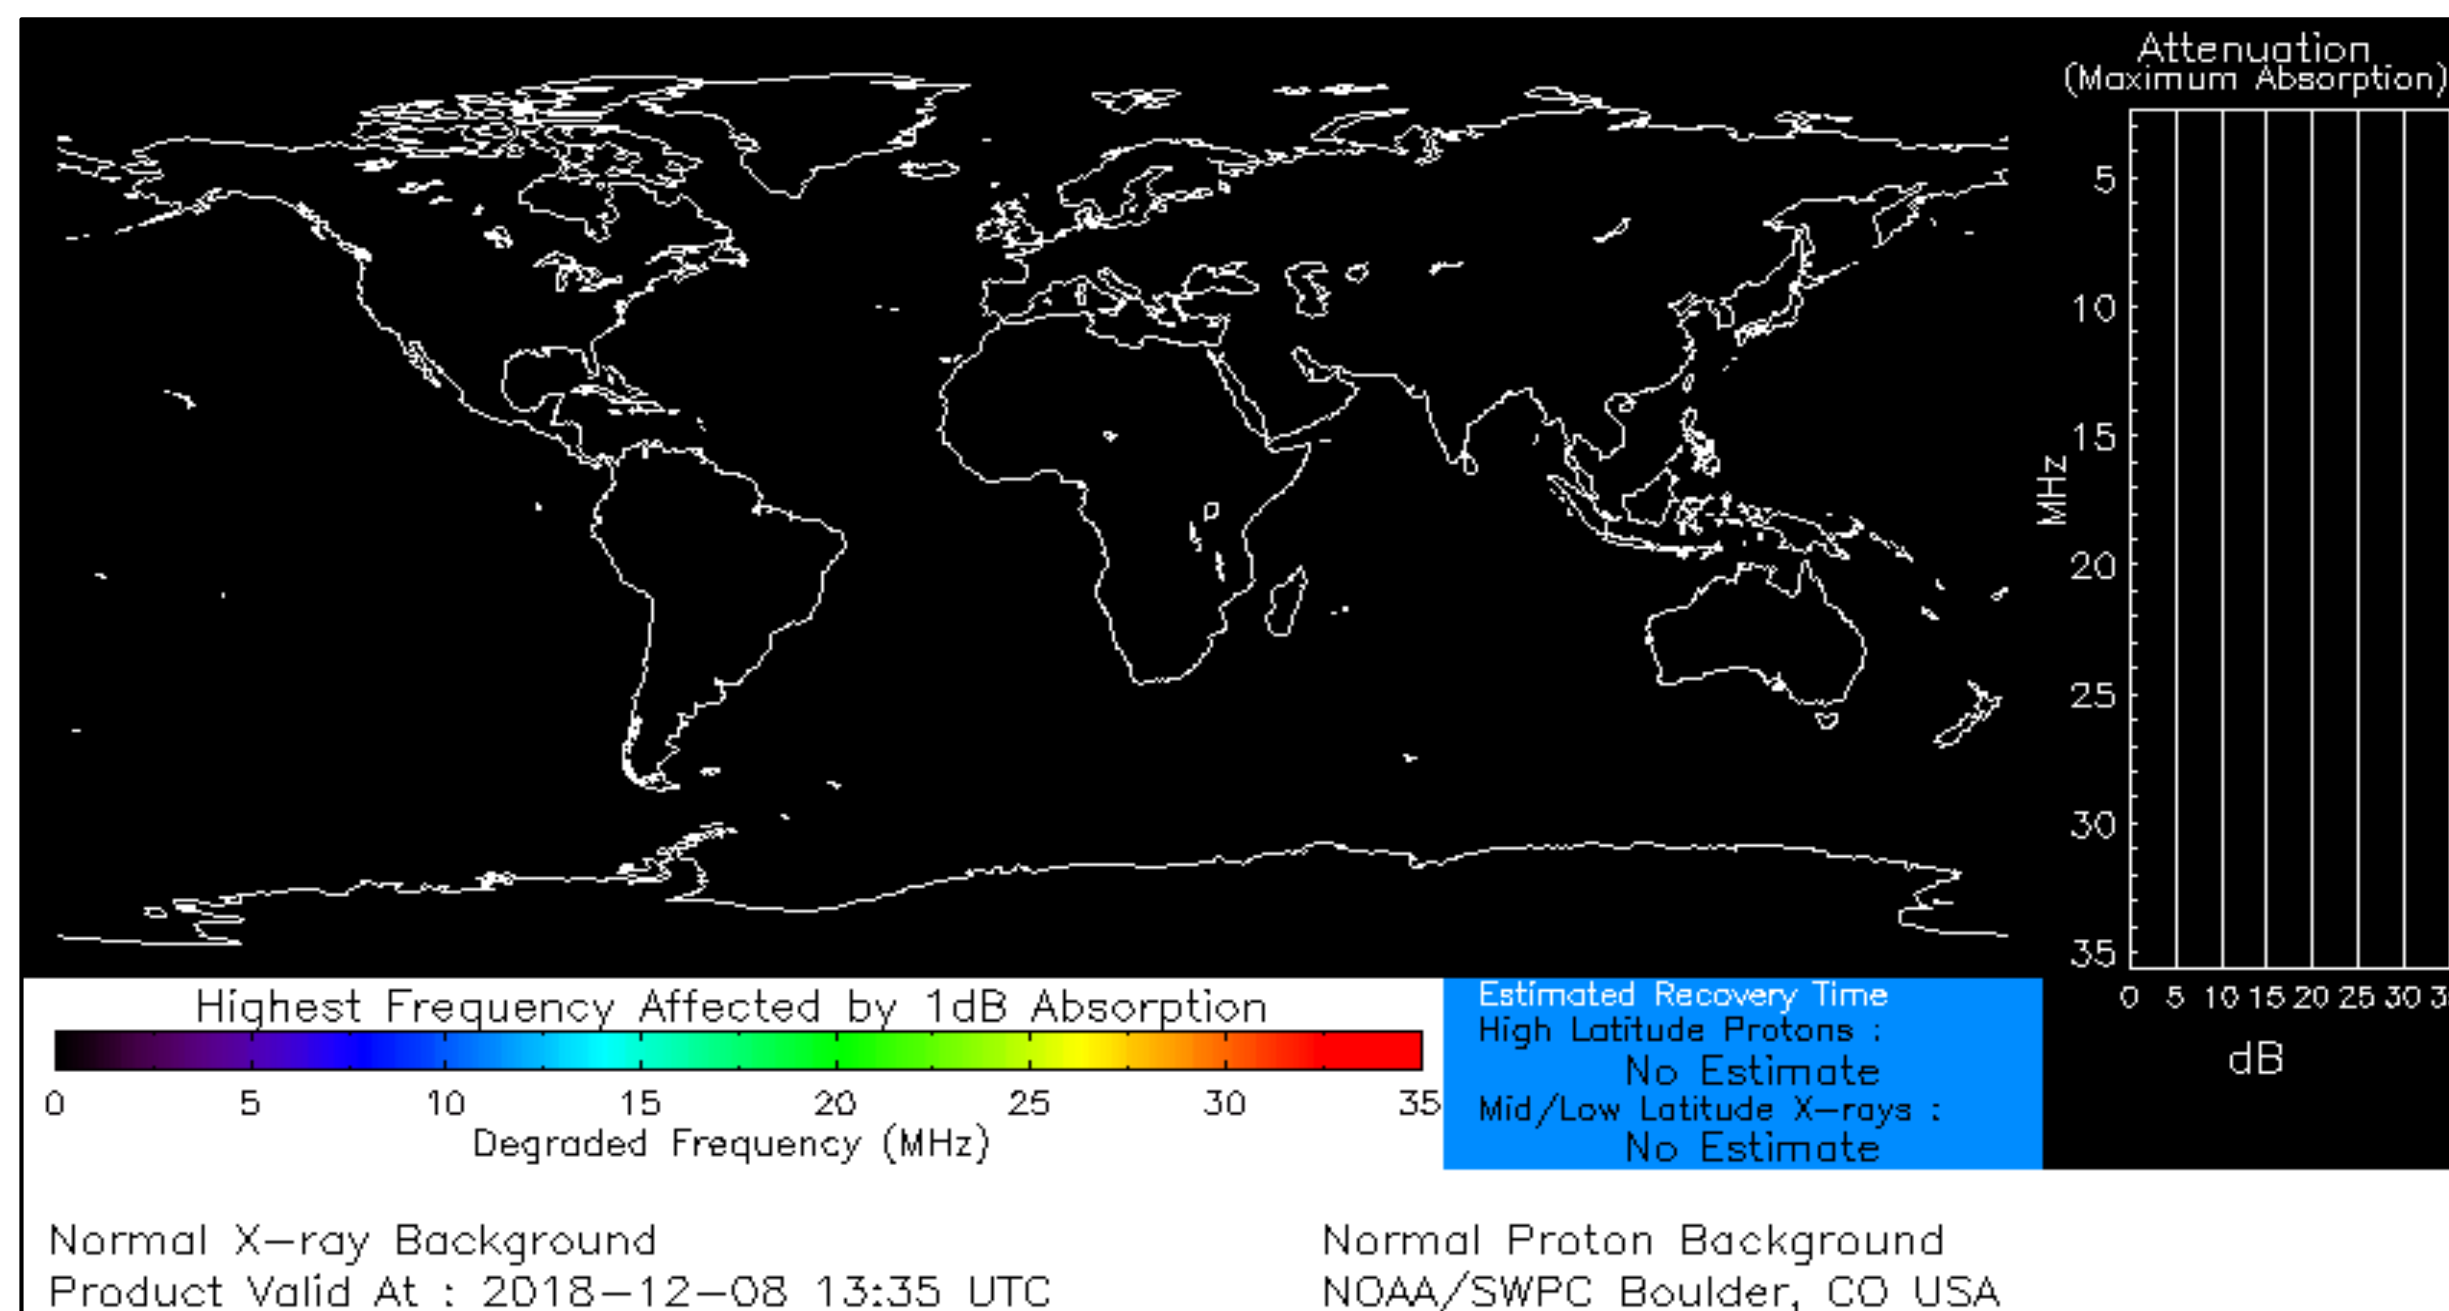 Attenuation
(Maximum Absorption)
5
10
15
20
25
30
35
MHz
0 5 10 15 20 25 30
dB
Highest Frequency Affected by 1dB Absorption
0 5 10 15 20 25 30 35
Degraded Frequency (MHz)
Estimated Recovery Time
High Latitude Protons :
No Estimate
Mid/Low Latitude X-rays :
No Estimate
Normal X-ray Background
Normal Proton Background
Product Valid At : 2018-12-08 13:35 UTC
NOAA/SWPC Boulder, CO USA